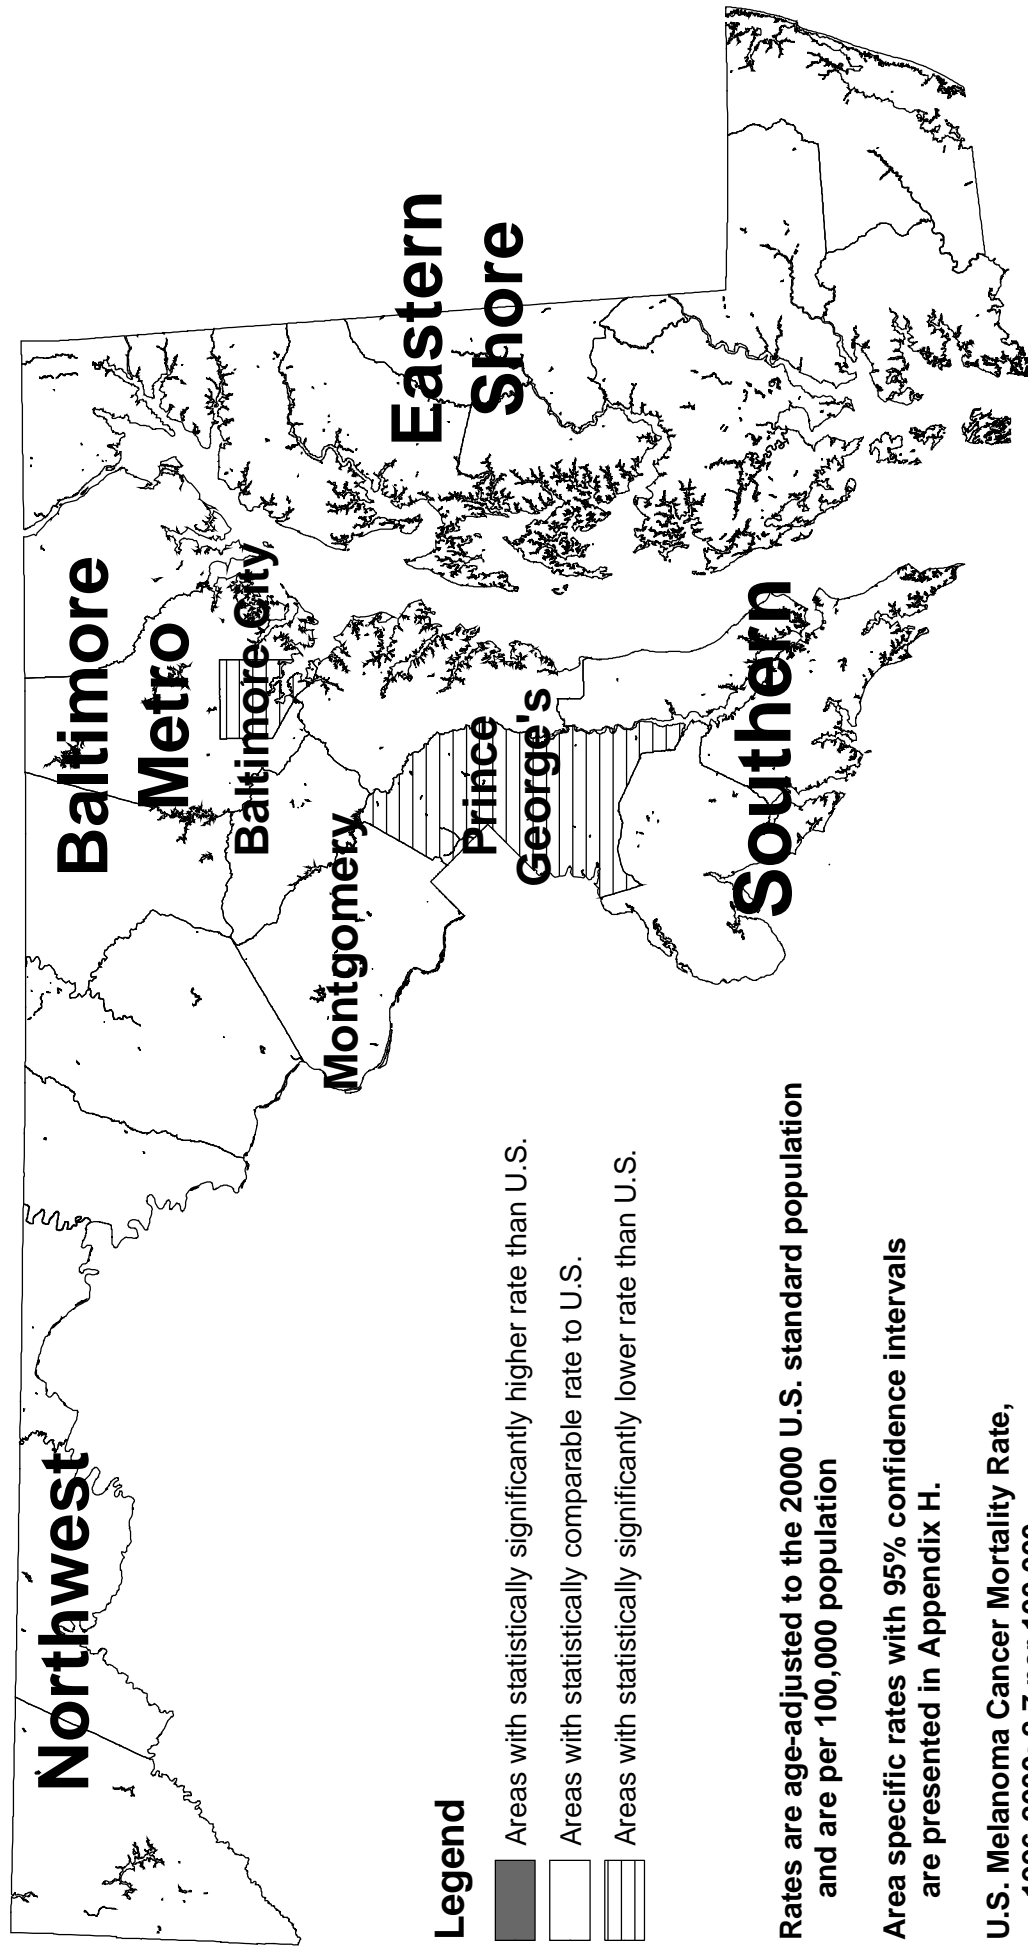 Northwest
Baltimore
Metro
Baltimore City
Montgomery
Prince
George's
Eastern
Shore
Southern
Legend
Areas with statistically significantly higher rate than U.S.
Areas with statistically comparable rate to U.S.
Areas with statistically significantly lower rate than U.S.
Rates are age-adjusted to the 2000 U.S. standard population
and are per 100,000 population
Area specific rates with 95% confidence intervals
are presented in Appendix H.
U.S. Melanoma Cancer Mortality Rate,